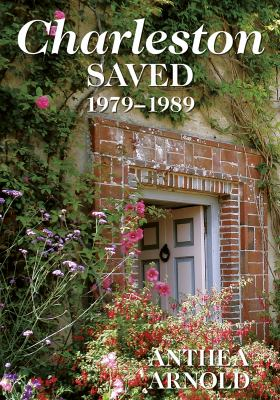 Charleston
SAVED
1979–1989
ANTHEA
ARNOLD